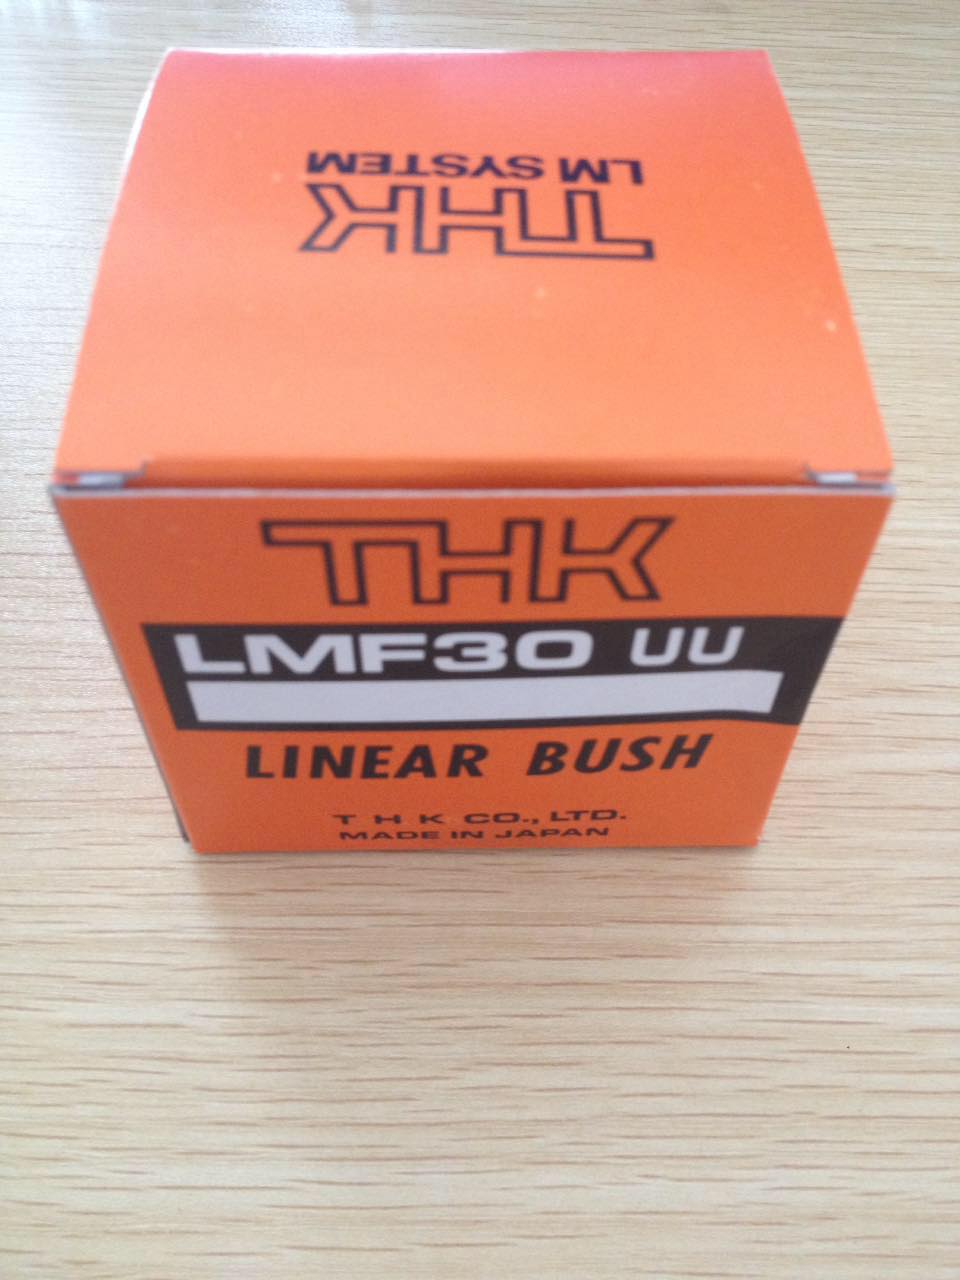 THK
LM SYSTEM
THK
LMF30 UU
LINEAR BUSH
T H K CO., LTD.
MADE IN JAPAN